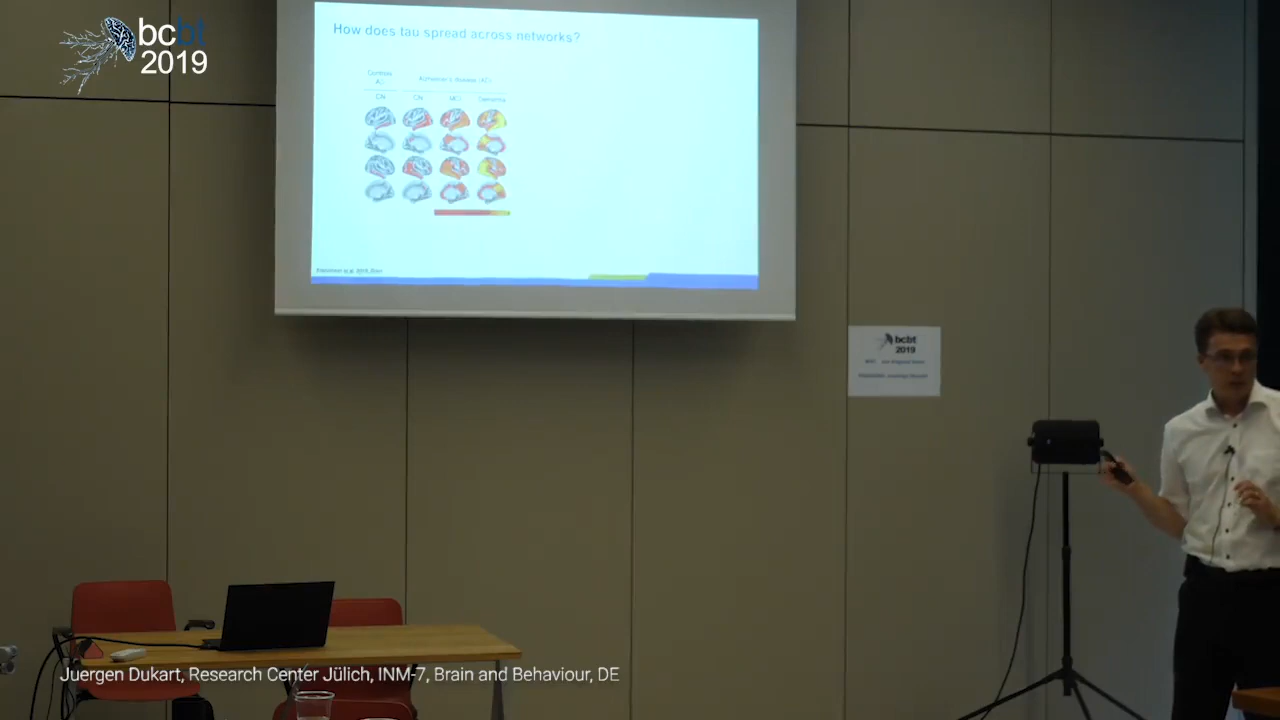 bcbt
2019
How does tau spread across networks?
Controls
Alzheimer's disease (AD)
CN
CN
MCI
Dementia
bcbt
2019
Juergen Dukart, Research Center Jülich, INM-7, Brain and Behaviour, DE